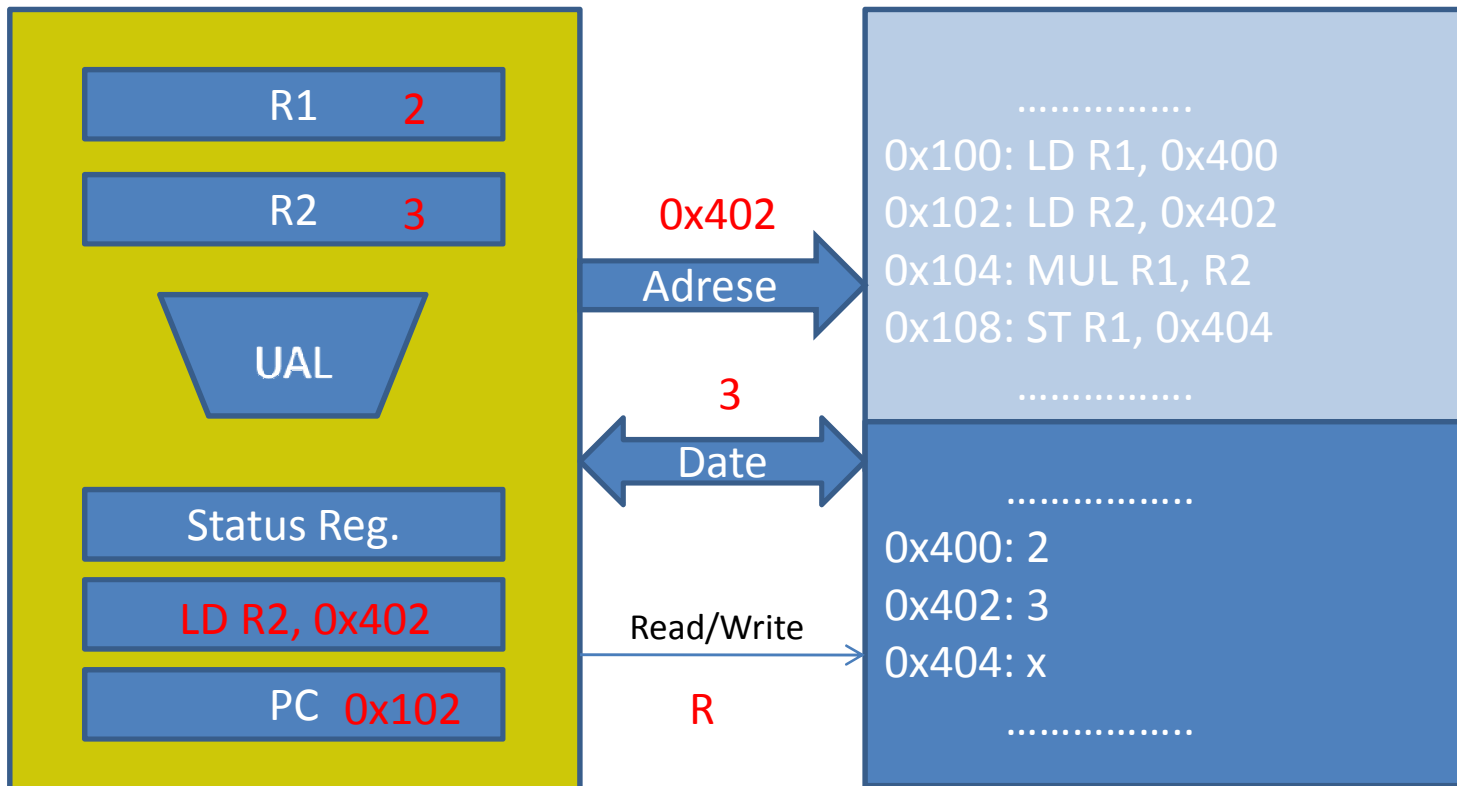 R1 2
R2 3
UAL
Status Reg.
LD R2, 0x402
PC 0x102
0x402
Adrese
3
Date
Read/Write
R
................
0x100: LD R1, 0x400
0x102: LD R2, 0x402
0x104: MUL R1, R2
0x108: ST R1, 0x404
................
.................
0x400: 2
0x402: 3
0x404: x
.................